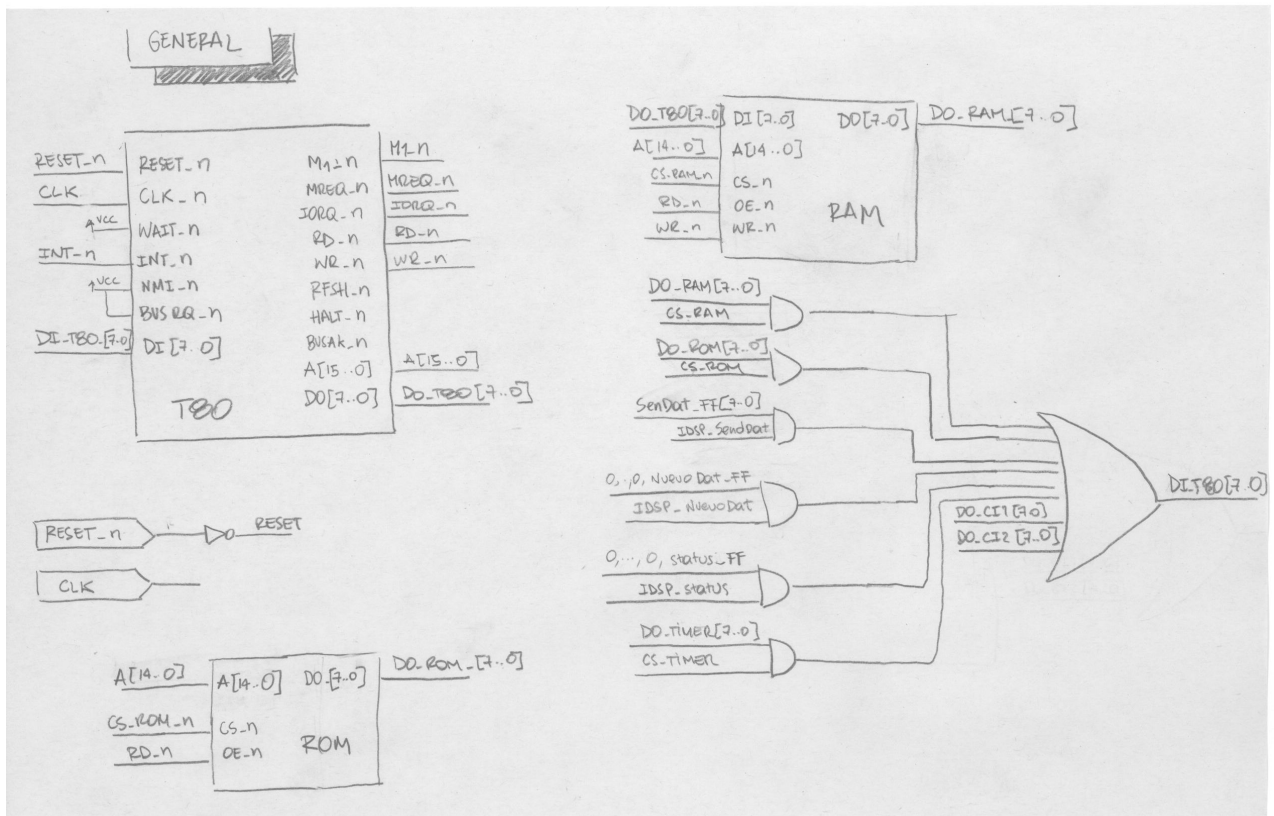 GENERAL
RESET_n
CLK
VCC
INT_n
VCC
DI_T80_[7..0]
RESET_n
CLK_n
WAIT_n
INT_n
NMI_n
BUSRQ_n
DI[7..0]
T80
M1_n
MREQ_n
IORQ_n
RD_n
WR_n
RFSH_n
HALT_n
BUSAK_n
A[15..0]
DO[7..0]
M1_n
MREQ_n
IORQ_n
RD_n
WR_n
A[15..0]
DO_T80[7..0]
RESET_n
RESET
CLK
A[14..0]
CS_ROM_n
RD_n
A[14..0]
CS_n
OE_n
DO_[7..0]
ROM
DO_ROM_[7..0]
DO_T80[7..0]
A[14..0]
CS_RAM_n
RD_n
WR_n
DI[7..0]
A[14..0]
CS_n
OE_n
WR_n
DO[7..0]
RAM
DO_RAM_[7..0]
DO_RAM[7..0]
CS_RAM
DO_ROM[7..0]
CS_ROM
SenDat_FF[7..0]
IDSP_SendDat
0,..,0, NuevoDat_FF
IDSP_NuevoDat
0,...,0, status_FF
IDSP_status
DO_TIMER[7..0]
CS_TIMER
DO_CI1[7..0]
DO_CI2[7..0]
DI_T80[7..0]